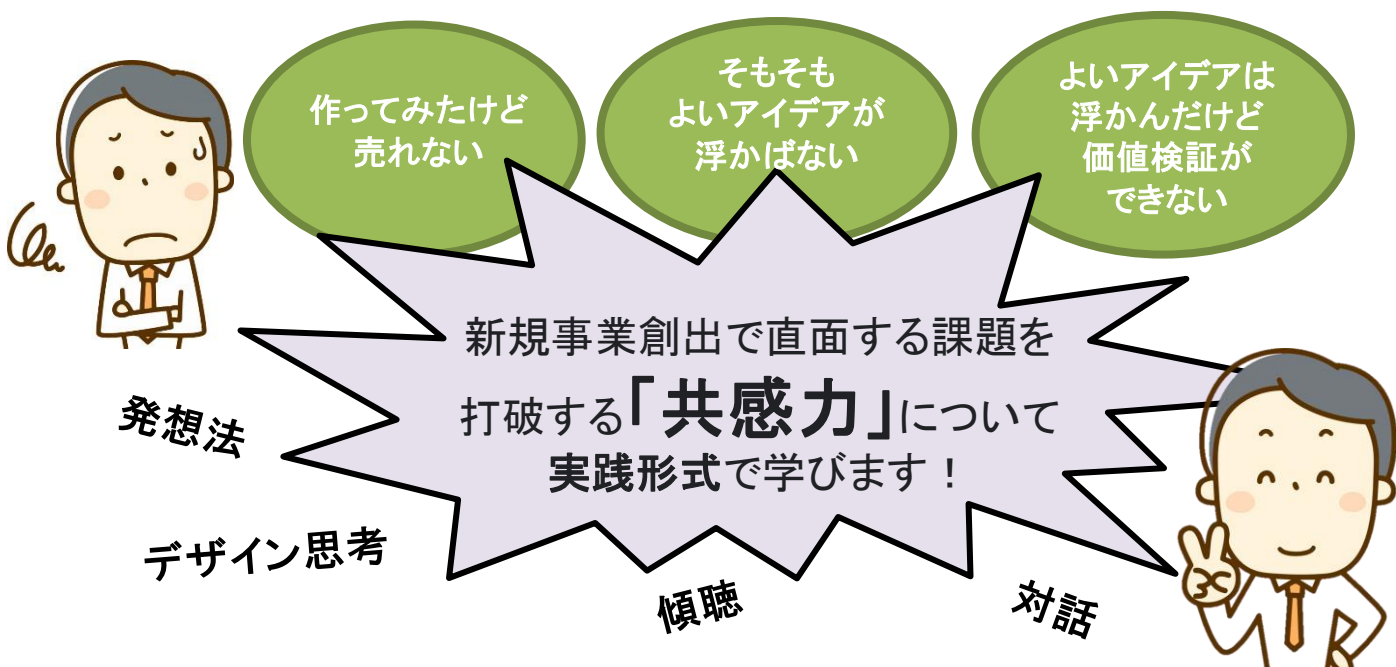 作ってみたけど
売れない
そもそも
よいアイデアが
浮かばない
よいアイデアは
浮かんだけど
価値検証が
できない
新規事業創出で直面する課題を
打破する「共感力」について
実践形式で学びます！
発想法
デザイン思考
傾聴
対話